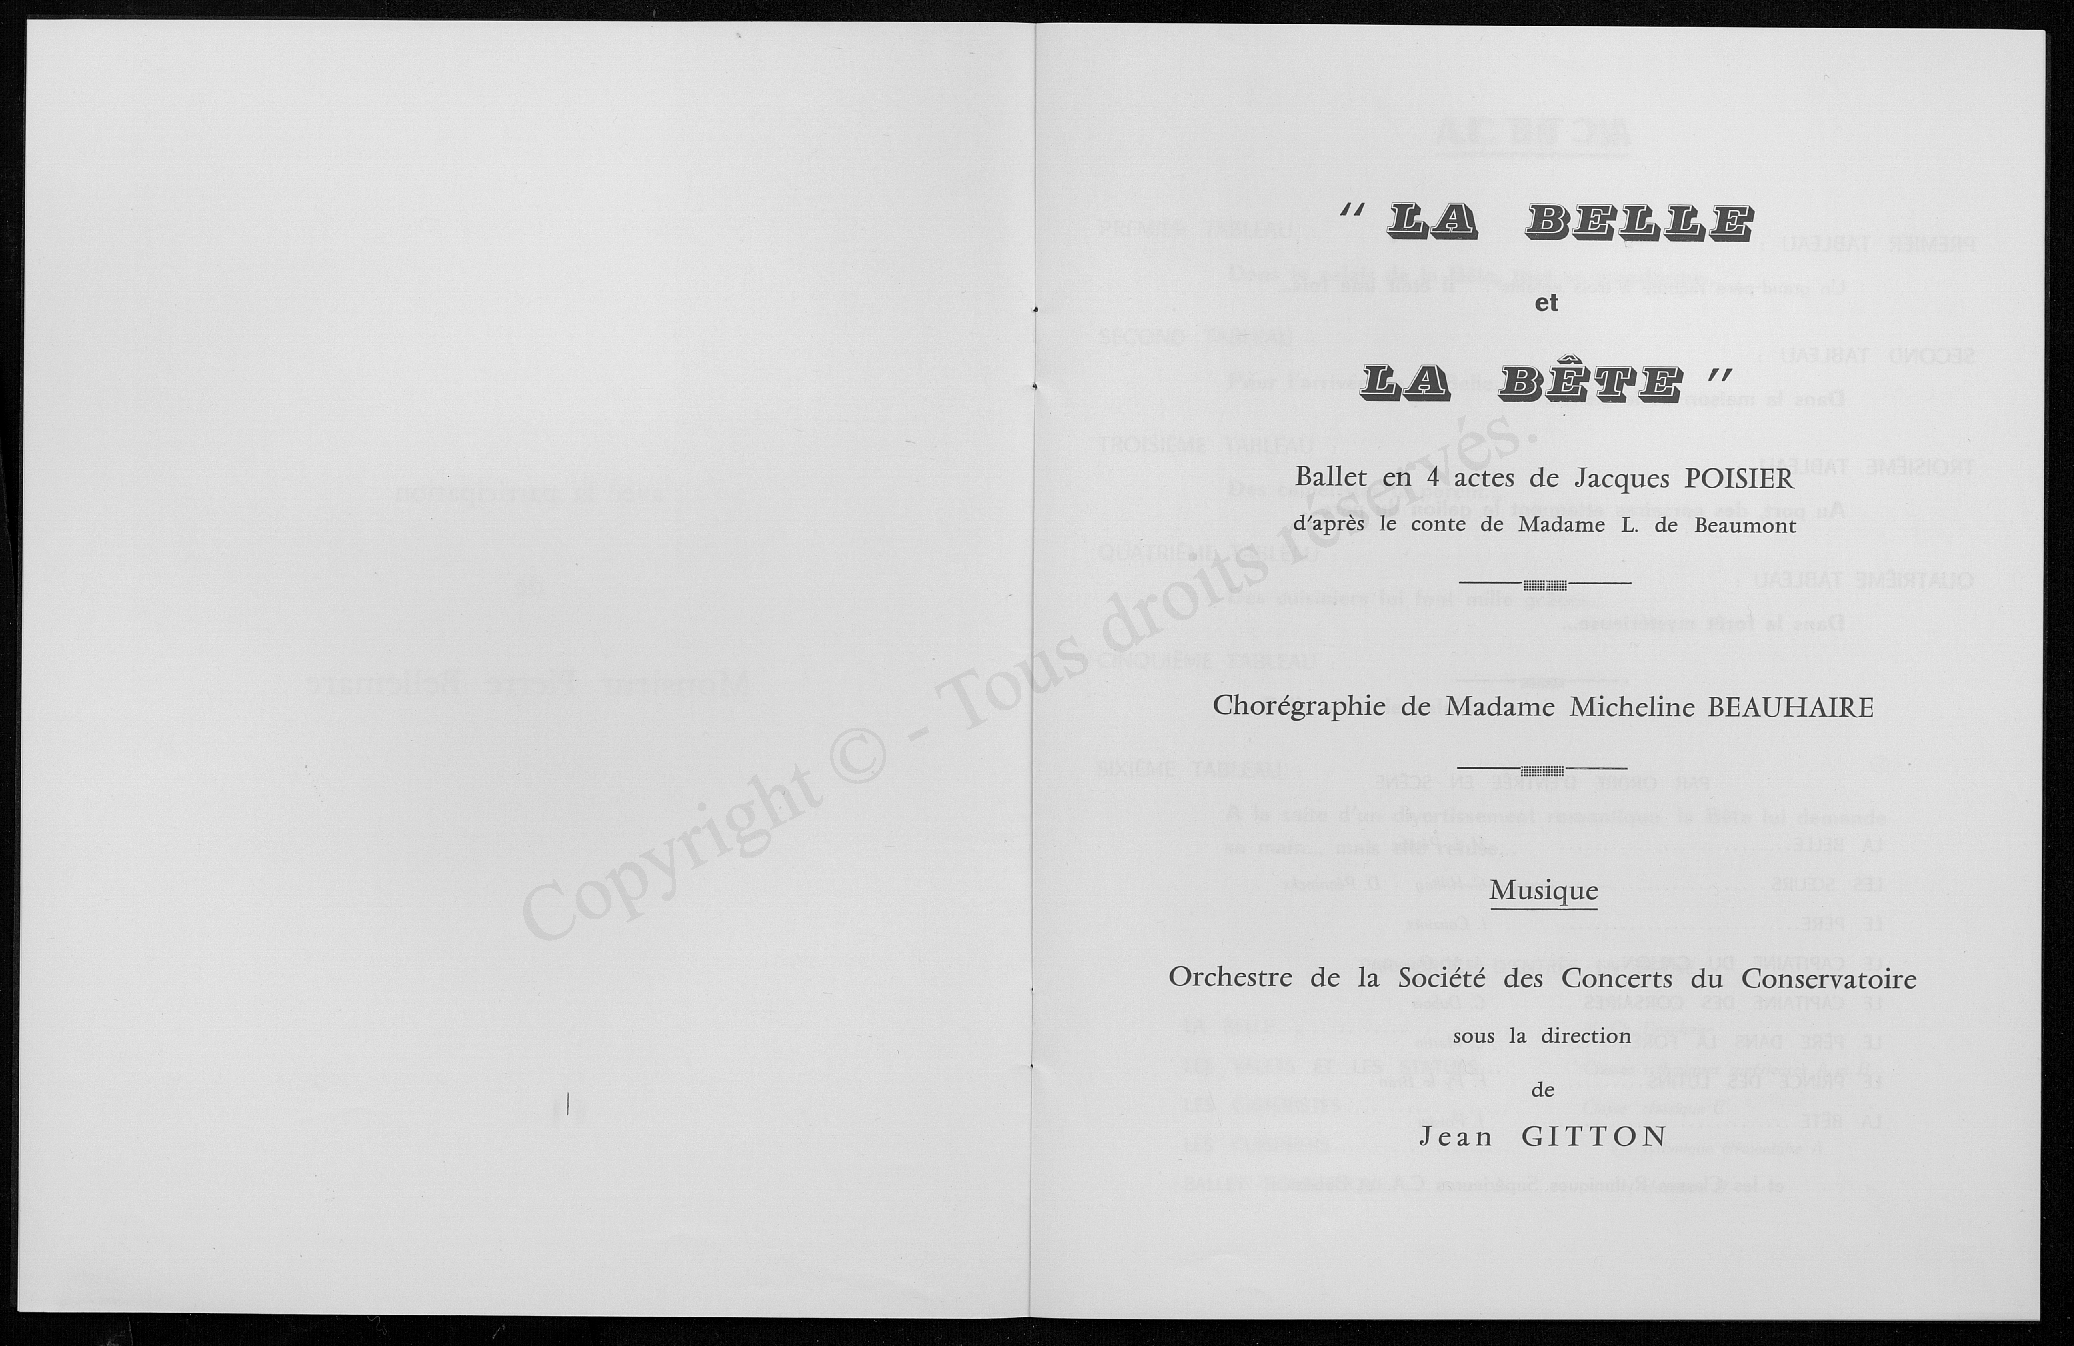 " LA BELLE
et
LA BÊTE "
Ballet en 4 actes de Jacques POISIER
d'après le conte de Madame L. de Beaumont
Chorégraphie de Madame Micheline BEAUHAIRE
Musique
Orchestre de la Société des Concerts du Conservatoire
sous la direction
de
Jean GITTON
Copyright © - Tous droits réservés.